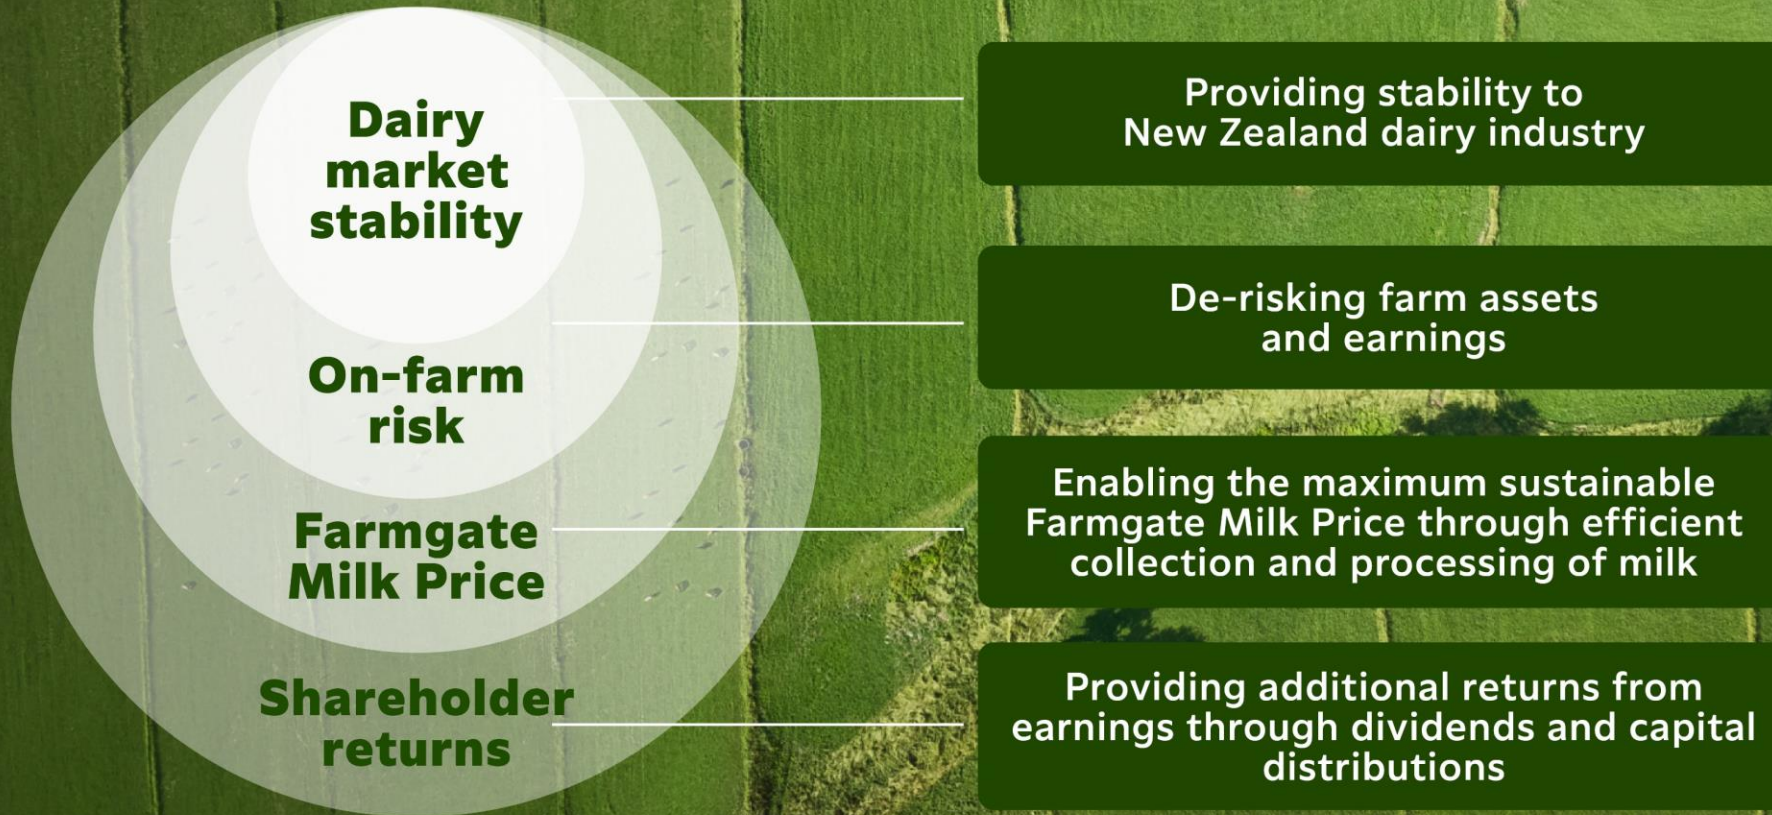 Dairy
market
stability
Providing stability to
New Zealand dairy industry
On-farm
risk
De-risking farm assets
and earnings
Farmgate
Milk Price
Enabling the maximum sustainable
Farmgate Milk Price through efficient
collection and processing of milk
Shareholder
returns
Providing additional returns from
earnings through dividends and capital
distributions